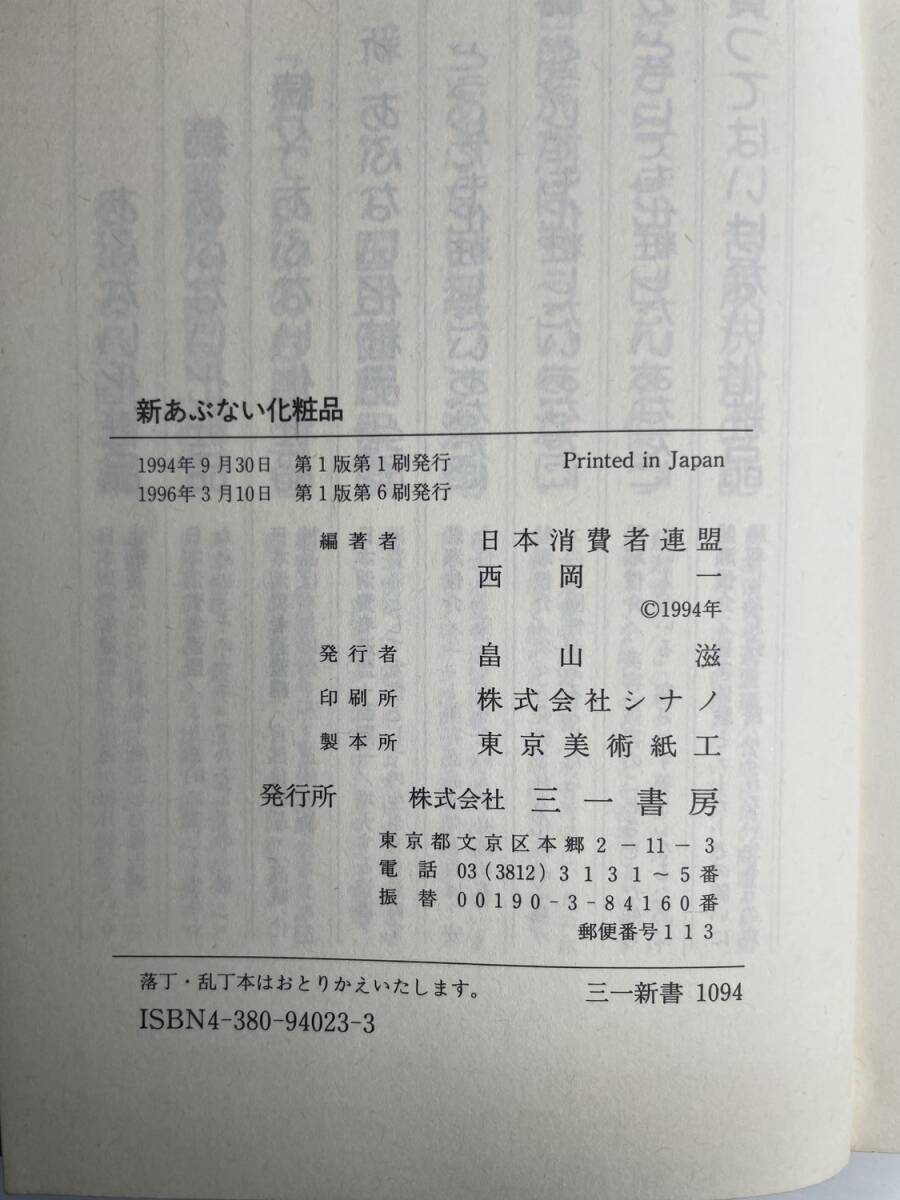 新あぶない化粧品
1994年9月30日 第1版第1刷発行 Printed in Japan
1996年3月10日 第1版第6刷発行
編著者 日本消費者連盟
西岡一
©1994年
発行者 畠山滋
印刷所 株式会社シナノ
製本所 東京美術紙工
発行所 株式会社 三一書房
東京都文京区本郷2-11-3
電話 03(3812)3131～5番
振替 00190-3-84160番
郵便番号113
落丁・乱丁本はおとりかえいたします。 三一新書 1094
ISBN4-380-94023-3